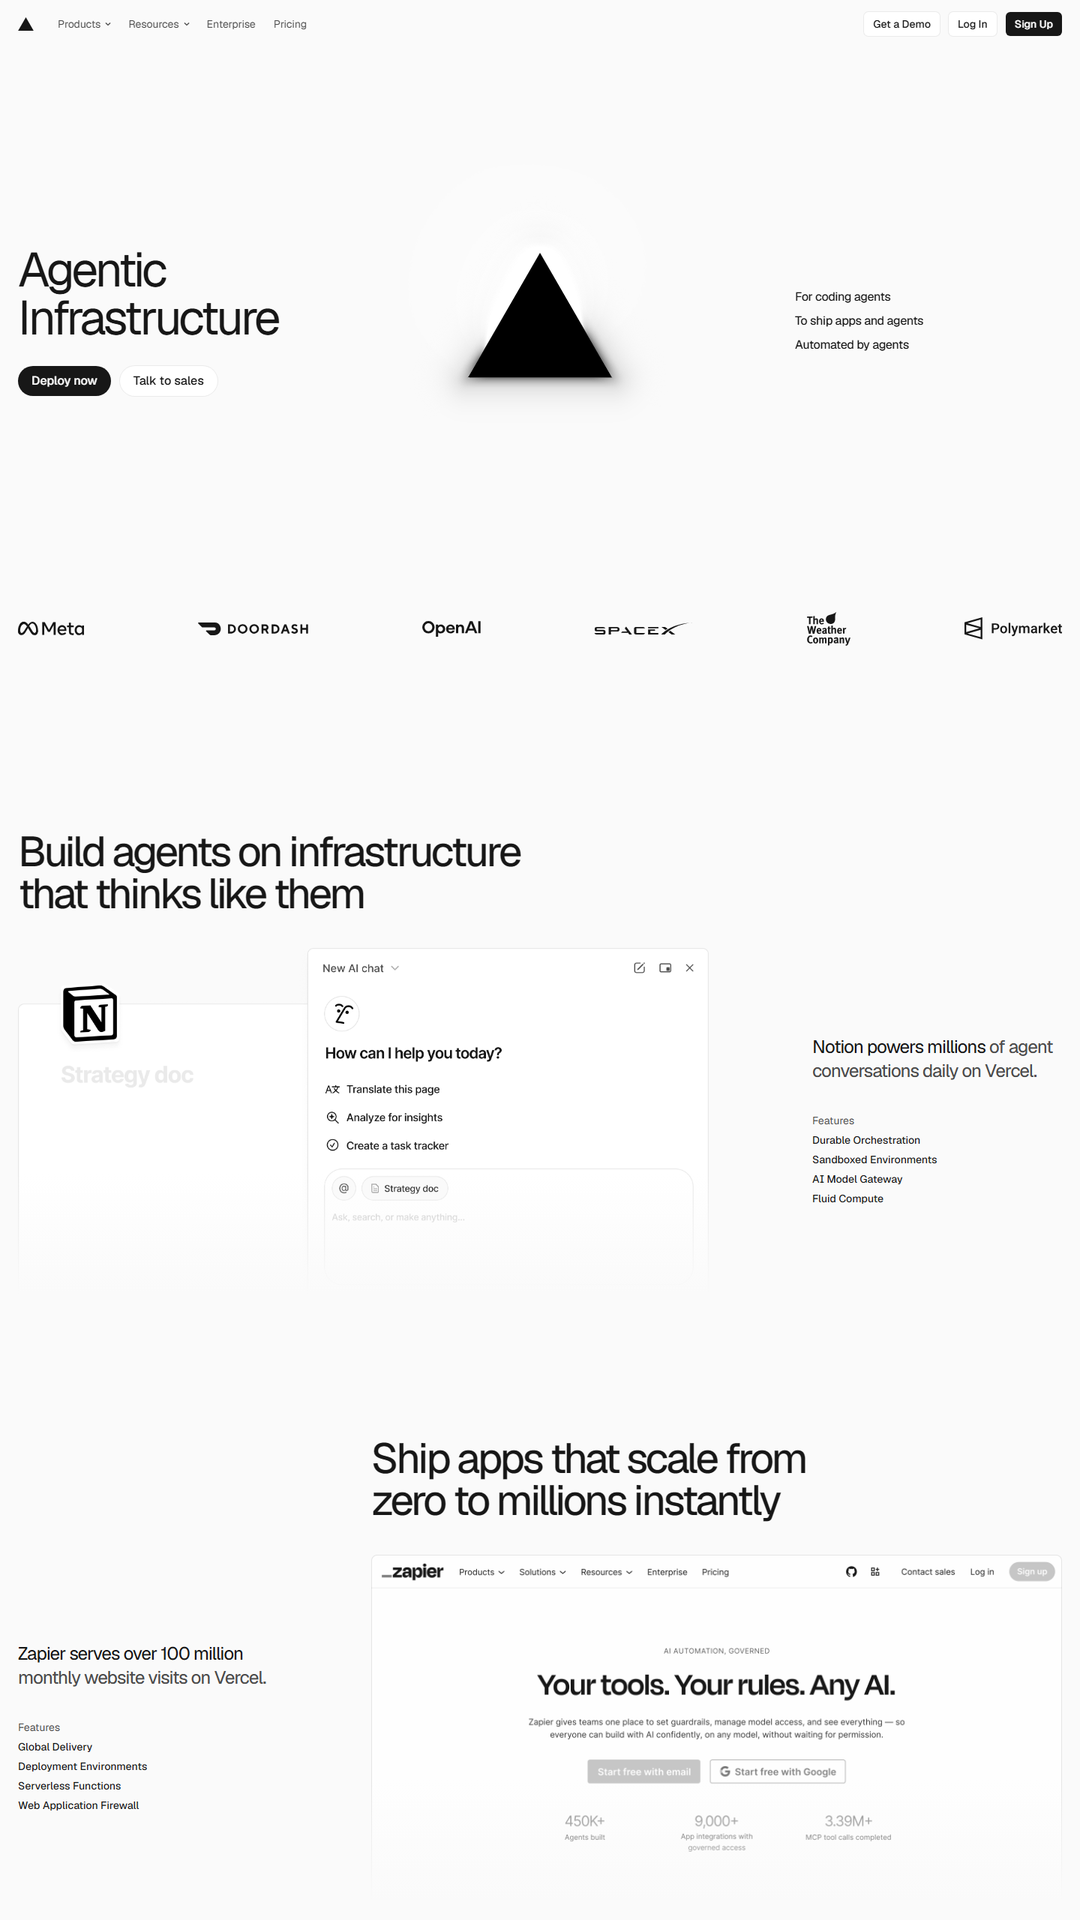 Products
Resources
Enterprise
Pricing
Get a Demo
Log In
Sign Up
Agentic
Infrastructure
Deploy now
Talk to sales
For coding agents
To ship apps and agents
Automated by agents
Meta
DOORDASH
OpenAI
SPACEX
The
Weather
Company
Polymarket
Build agents on infrastructure
that thinks like them
N
Strategy doc
New AI chat
How can I help you today?
Translate this page
Analyze for insights
Create a task tracker
@
Strategy doc
Ask, search, or make anything...
Notion powers millions of agent
conversations daily on Vercel.
Features
Durable Orchestration
Sandboxed Environments
AI Model Gateway
Fluid Compute
Ship apps that scale from
zero to millions instantly
Zapier serves over 100 million
monthly website visits on Vercel.
Features
Global Delivery
Deployment Environments
Serverless Functions
Web Application Firewall
_zapier
Products
Solutions
Resources
Enterprise
Pricing
Contact sales
Log in
Sign up
AI AUTOMATION, GOVERNED
Your tools. Your rules. Any AI.
Zapier gives teams one place to set guardrails, manage model access, and see everything — so
everyone can build with AI confidently, on any model, without waiting for permission.
Start free with email
G Start free with Google
450K+
Agents built
9,000+
App integrations with
governed access
3.39M+
MCP tool calls completed